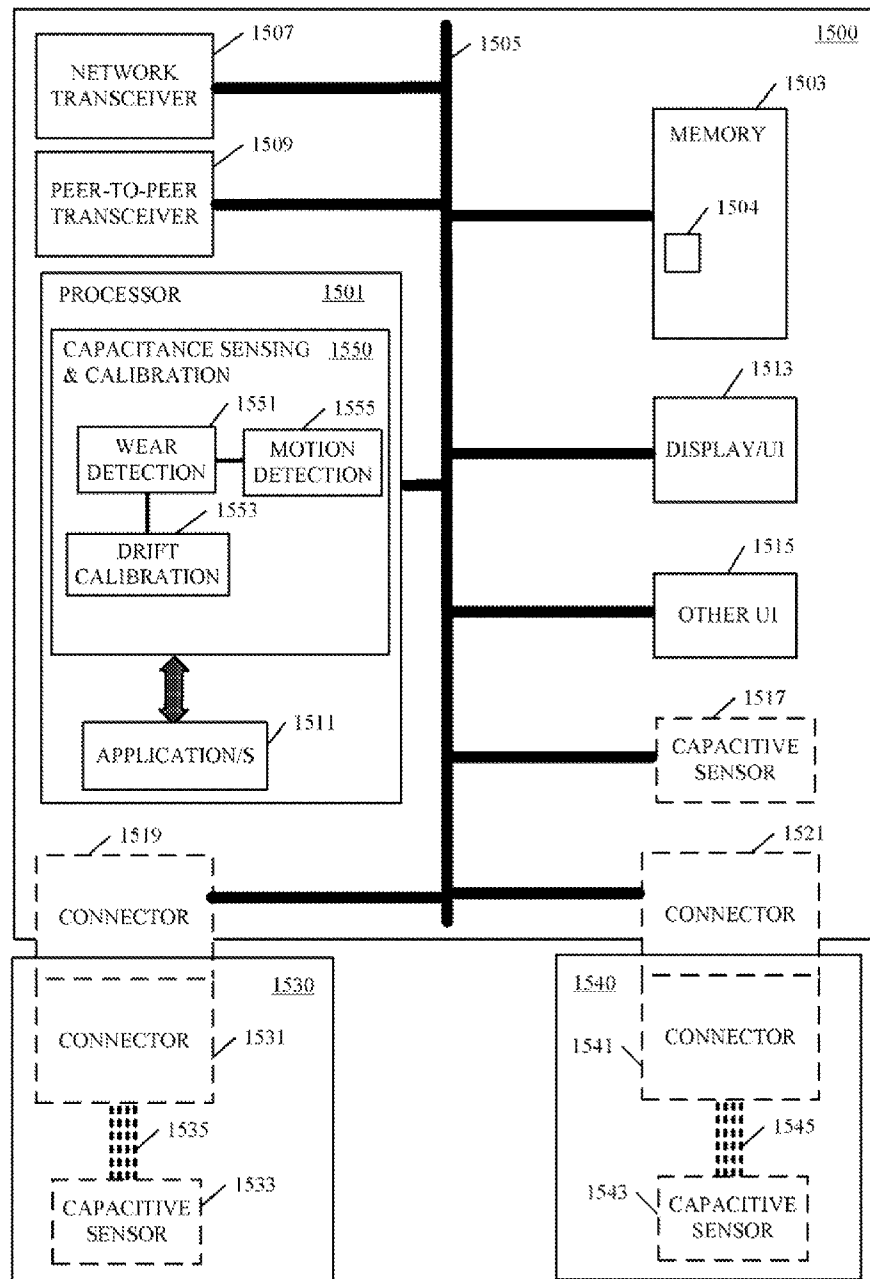 1507
1505
1500
NETWORK
TRANSCEIVER
1503
MEMORY
1509
PEER-TO-PEER
TRANSCEIVER
1504
PROCESSOR
1501
CAPACITANCE SENSING
& CALIBRATION
1550
1551
1555
WEAR
DETECTION
MOTION
DETECTION
1553
DRIFT
CALIBRATION
1513
DISPLAY/UI
1515
OTHER UI
1511
APPLICATION/S
1517
CAPACITIVE
SENSOR
1519
CONNECTOR
1521
CONNECTOR
1530
CONNECTOR
1531
1535
1533
CAPACITIVE
SENSOR
1540
CONNECTOR
1541
1545
1543
CAPACITIVE
SENSOR